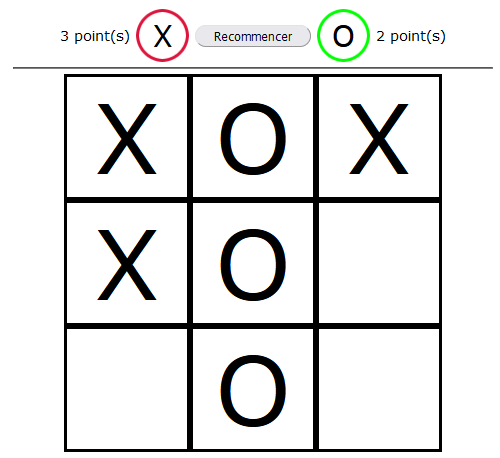 3 point(s) X Recommencer O 2 point(s)
X O X
X O
O